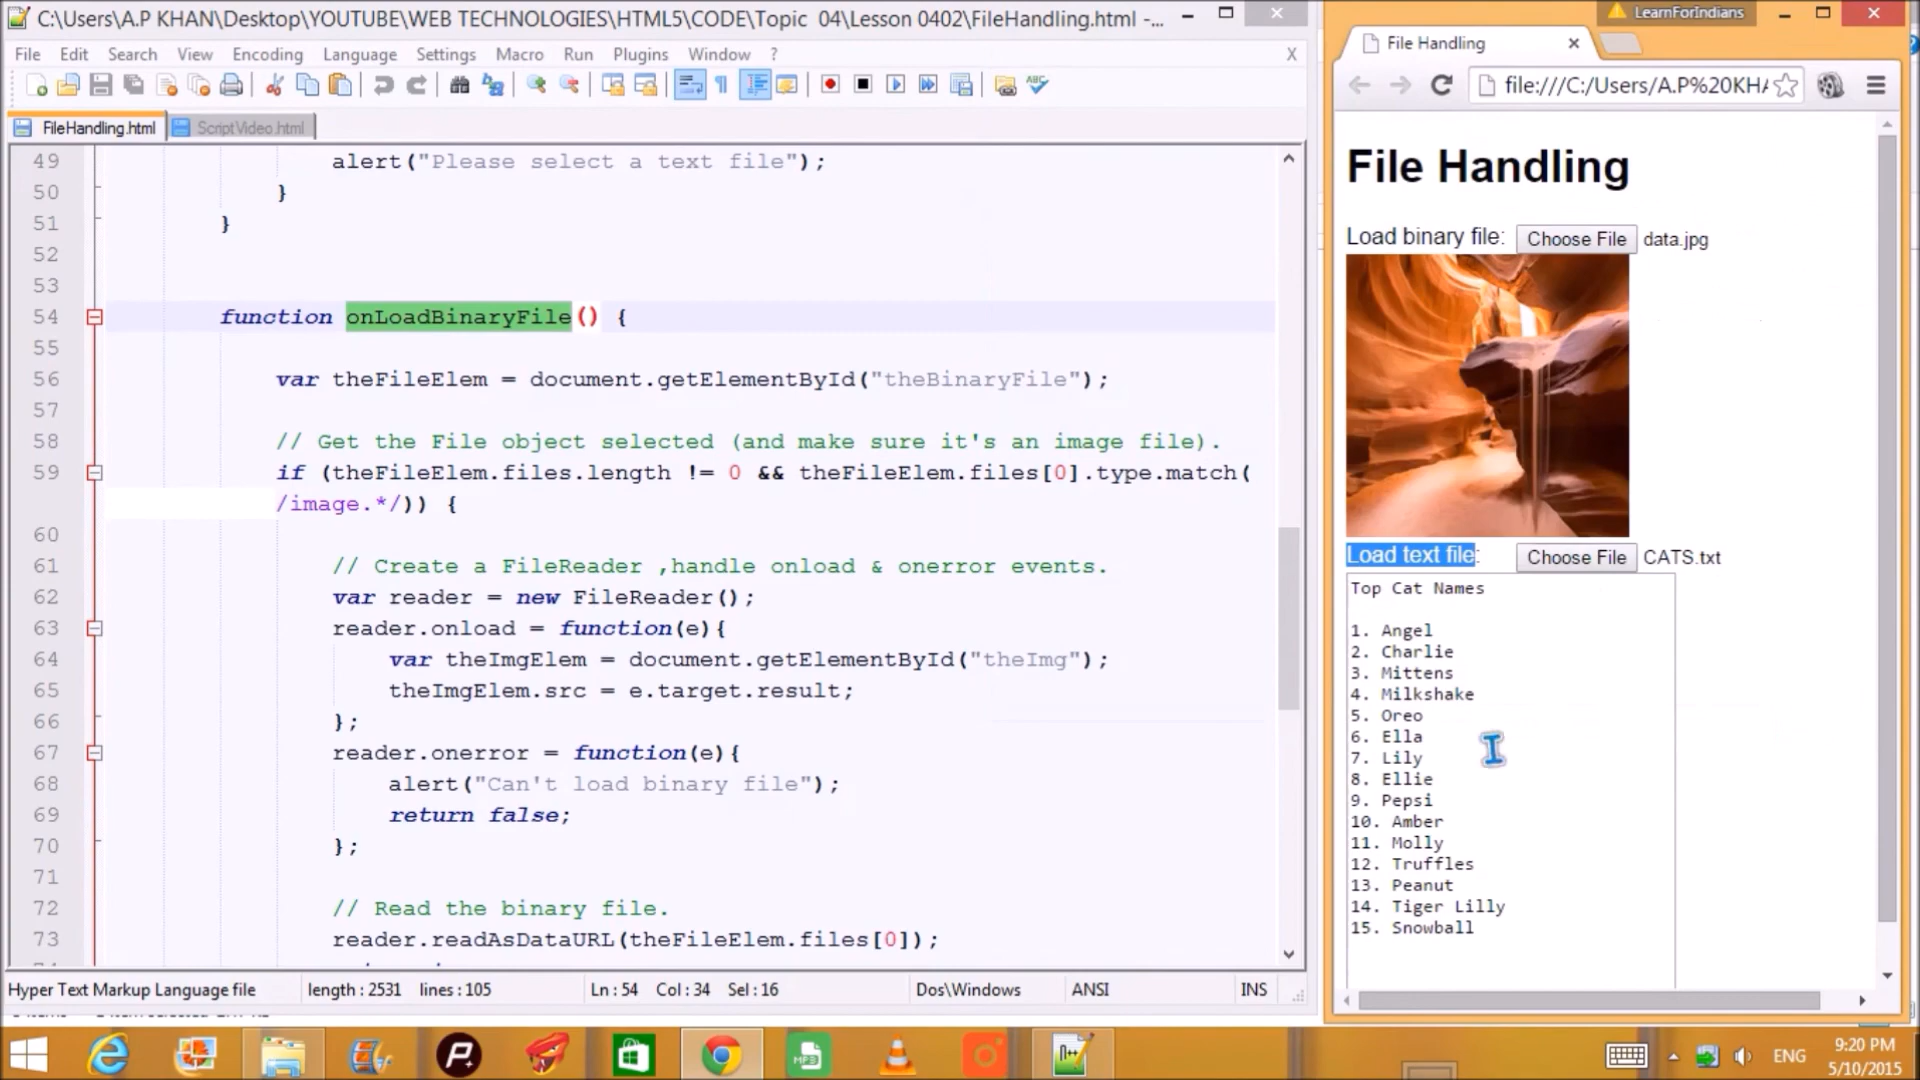 C:\Users\A.P KHAN\Desktop\YOUTUBE\WEB TECHNOLOGIES\HTML5\CODE\Topic  04\Lesson 0402\FileHandling.html -...
File Edit Search View Encoding Language Settings Macro Run Plugins Window ? X
FileHandling.html ScriptVideo.html
49 alert("Please select a text file");
50 }
51 }
52
53
54 function onLoadBinaryFile() {
55
56 var theFileElem = document.getElementById("theBinaryFile");
57
58 // Get the File object selected (and make sure it's an image file).
59 if (theFileElem.files.length != 0 && theFileElem.files[0].type.match(
/image.*/)) {
60
61 // Create a FileReader ,handle onload & onerror events.
62 var reader = new FileReader();
63 reader.onload = function(e){
64 var theImgElem = document.getElementById("theImg");
65 theImgElem.src = e.target.result;
66 };
67 reader.onerror = function(e){
68 alert("Can't load binary file");
69 return false;
70 };
71
72 // Read the binary file.
73 reader.readAsDataURL(theFileElem.files[0]);
Hyper Text Markup Language file length : 2531 lines : 105 Ln : 54 Col : 34 Sel : 16 Dos\Windows ANSI INS
LearnForIndians
File Handling
file:///C:/Users/A.P%20KHA
File Handling
Load binary file: Choose File data.jpg
Load text file: Choose File CATS.txt
Top Cat Names
1. Angel
2. Charlie
3. Mittens
4. Milkshake
5. Oreo
6. Ella
7. Lily
8. Ellie
9. Pepsi
10. Amber
11. Molly
12. Truffles
13. Peanut
14. Tiger Lilly
15. Snowball
MP3
N++
ENG
9:20 PM
5/10/2015